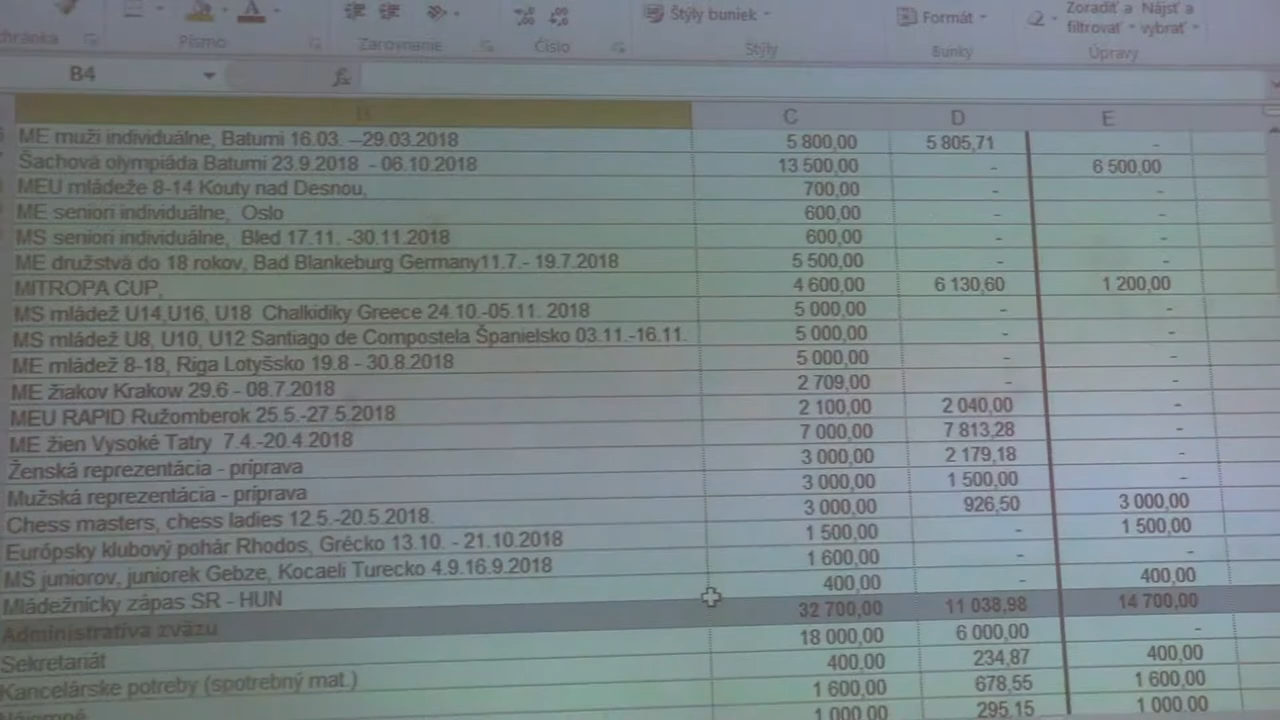 chránka Písmo Zarovnanie Číslo Štýly buniek Štýly Formát Bunky Zoradiť a filtrovať Nájsť a vybrať Úpravy
B4 fx
B C D E
ME muži individuálne, Batumi 16.03. –29.03.2018 5 800,00 5 805,71 -
Šachová olympiáda Batumi 23.9.2018 - 06.10.2018 13 500,00 - 6 500,00
MEU mládeže 8-14 Kouty nad Desnou, 700,00 - -
ME seniori individuálne, Oslo 600,00 - -
MS seniori individuálne, Bled 17.11. -30.11.2018 600,00 - -
ME družstvá do 18 rokov, Bad Blankeburg Germany11.7.- 19.7.2018 5 500,00 - -
MITROPA CUP, 4 600,00 6 130,60 1 200,00
MS mládež U14,U16, U18 Chalkidiky Greece 24.10.-05.11. 2018 5 000,00 - -
MS mládež U8, U10, U12 Santiago de Compostela Španielsko 03.11.-16.11. 5 000,00 - -
ME mládež 8-18, Riga Lotyšsko 19.8 - 30.8.2018 5 000,00 - -
ME žiakov Krakow 29.6 - 08.7.2018 2 709,00 - -
MEU RAPID Ružomberok 25.5.-27.5.2018 2 100,00 2 040,00 -
ME žien Vysoké Tatry 7.4.-20.4.2018 7 000,00 7 813,28 -
Ženská reprezentácia - príprava 3 000,00 2 179,18 -
Mužská reprezentácia - príprava 3 000,00 1 500,00 -
Chess masters, chess ladies 12.5.-20.5.2018. 3 000,00 926,50 3 000,00
Európsky klubový pohár Rhodos, Grécko 13.10. - 21.10.2018 1 500,00 - 1 500,00
MS juniorov, juniorek Gebze, Kocaeli Turecko 4.9.16.9.2018 1 600,00 - -
Mládežnícky zápas SR - HUN 400,00 - 400,00
Administratíva zväzu 32 700,00 11 038,98 14 700,00
Sekretariát 18 000,00 6 000,00 -
Kancelárske potreby (spotrebný mat.) 400,00 234,87 400,00
Nájomné 1 600,00 678,55 1 600,00
1 000,00 295,15 1 000,00